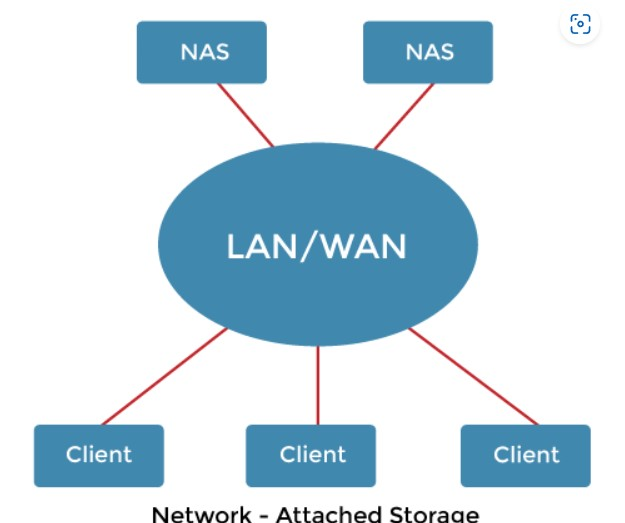 NAS NAS
LAN/WAN
Client Client Client
Network - Attached Storage